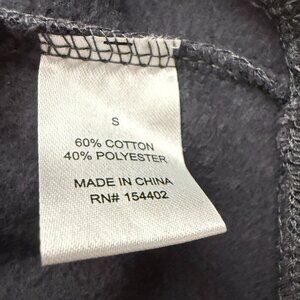 S
60% COTTON
40% POLYESTER
MADE IN CHINA
RN# 154402